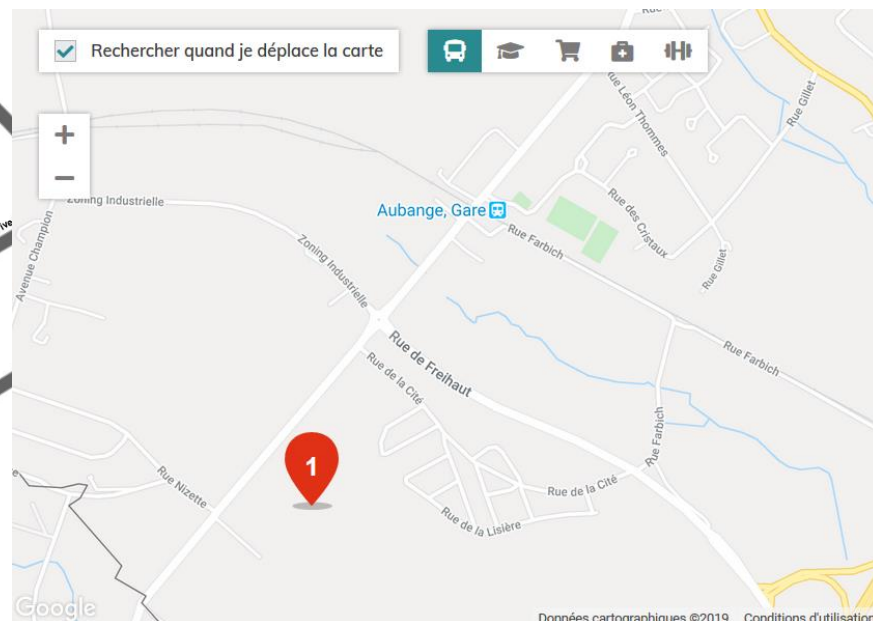 Rechercher quand je déplace la carte
Rue Léon Thommes
Rue Gillet
+
−
Zoning Industrielle
Avenue Champion
Aubange, Gare
Rue des Cristaux
Rue Farbich
Rue Gillet
Zoning Industrielle
Rue de Freihaut
Rue Farbich
Rue de la Cité
Rue Farbich
1
Rue Nizette
Rue de la Cité
Rue de la Lisière
Google
Données cartographiques ©2019
Conditions d'utilisation